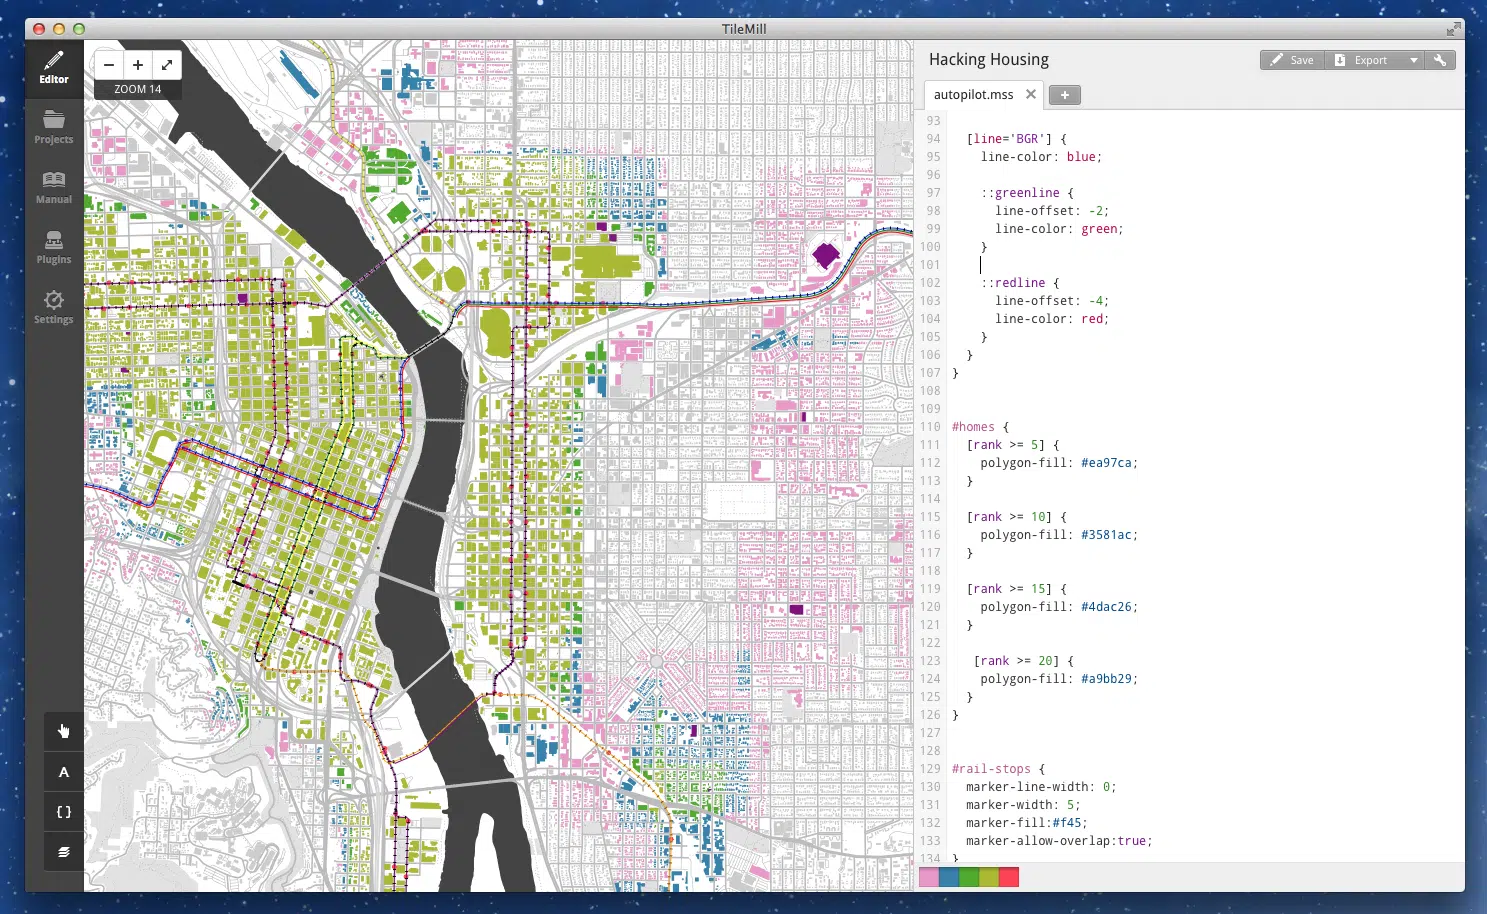 TileMill
Editor
Projects
Manual
Plugins
Settings
ZOOM 14
A
{ }
Hacking Housing
Save
Export
autopilot.mss
93
94 [line='BGR'] {
95 line-color: blue;
96
97 ::greenline {
98 line-offset: -2;
99 line-color: green;
100 }
101
102 ::redline {
103 line-offset: -4;
104 line-color: red;
105 }
106 }
107 }
108
109
110 #homes {
111 [rank >= 5] {
112 polygon-fill: #ea97ca;
113 }
114
115 [rank >= 10] {
116 polygon-fill: #3581ac;
117 }
118
119 [rank >= 15] {
120 polygon-fill: #4dac26;
121 }
122
123 [rank >= 20] {
124 polygon-fill: #a9bb29;
125 }
126 }
127
128
129 #rail-stops {
130 marker-line-width: 0;
131 marker-width: 5;
132 marker-fill:#f45;
133 marker-allow-overlap:true;
134 }